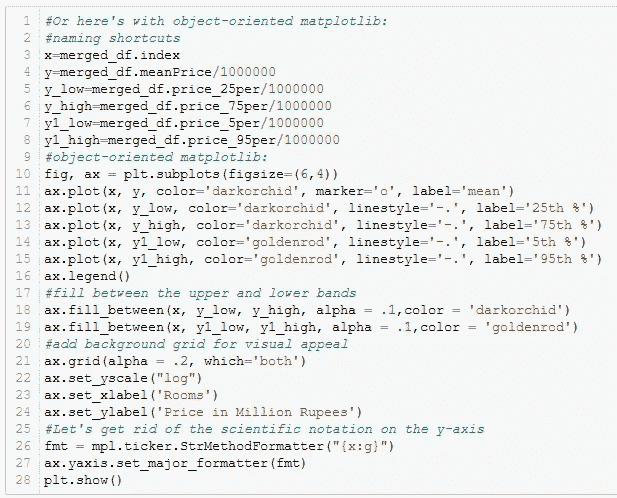 1 #Or here's with object-oriented matplotlib:
2 #naming shortcuts
3 x=merged_df.index
4 y=merged_df.meanPrice/1000000
5 y_low=merged_df.price_25per/1000000
6 y_high=merged_df.price_75per/1000000
7 y1_low=merged_df.price_5per/1000000
8 y1_high=merged_df.price_95per/1000000
9 #object-oriented matplotlib:
10 fig, ax = plt.subplots(figsize=(6,4))
11 ax.plot(x, y, color='darkorchid', marker='o', label='mean')
12 ax.plot(x, y_low, color='darkorchid', linestyle='-.', label='25th %')
13 ax.plot(x, y_high, color='darkorchid', linestyle='-.', label='75th %')
14 ax.plot(x, y1_low, color='goldenrod', linestyle='-.', label='5th %')
15 ax.plot(x, y1_high, color='goldenrod', linestyle='-.', label='95th %')
16 ax.legend()
17 #fill between the upper and lower bands
18 ax.fill_between(x, y_low, y_high, alpha = .1,color = 'darkorchid')
19 ax.fill_between(x, y1_low, y1_high, alpha = .1,color = 'goldenrod')
20 #add background grid for visual appeal
21 ax.grid(alpha = .2, which='both')
22 ax.set_yscale("log")
23 ax.set_xlabel('Rooms')
24 ax.set_ylabel('Price in Million Rupees')
25 #Let's get rid of the scientific notation on the y-axis
26 fmt = mpl.ticker.StrMethodFormatter("{x:g}")
27 ax.yaxis.set_major_formatter(fmt)
28 plt.show()